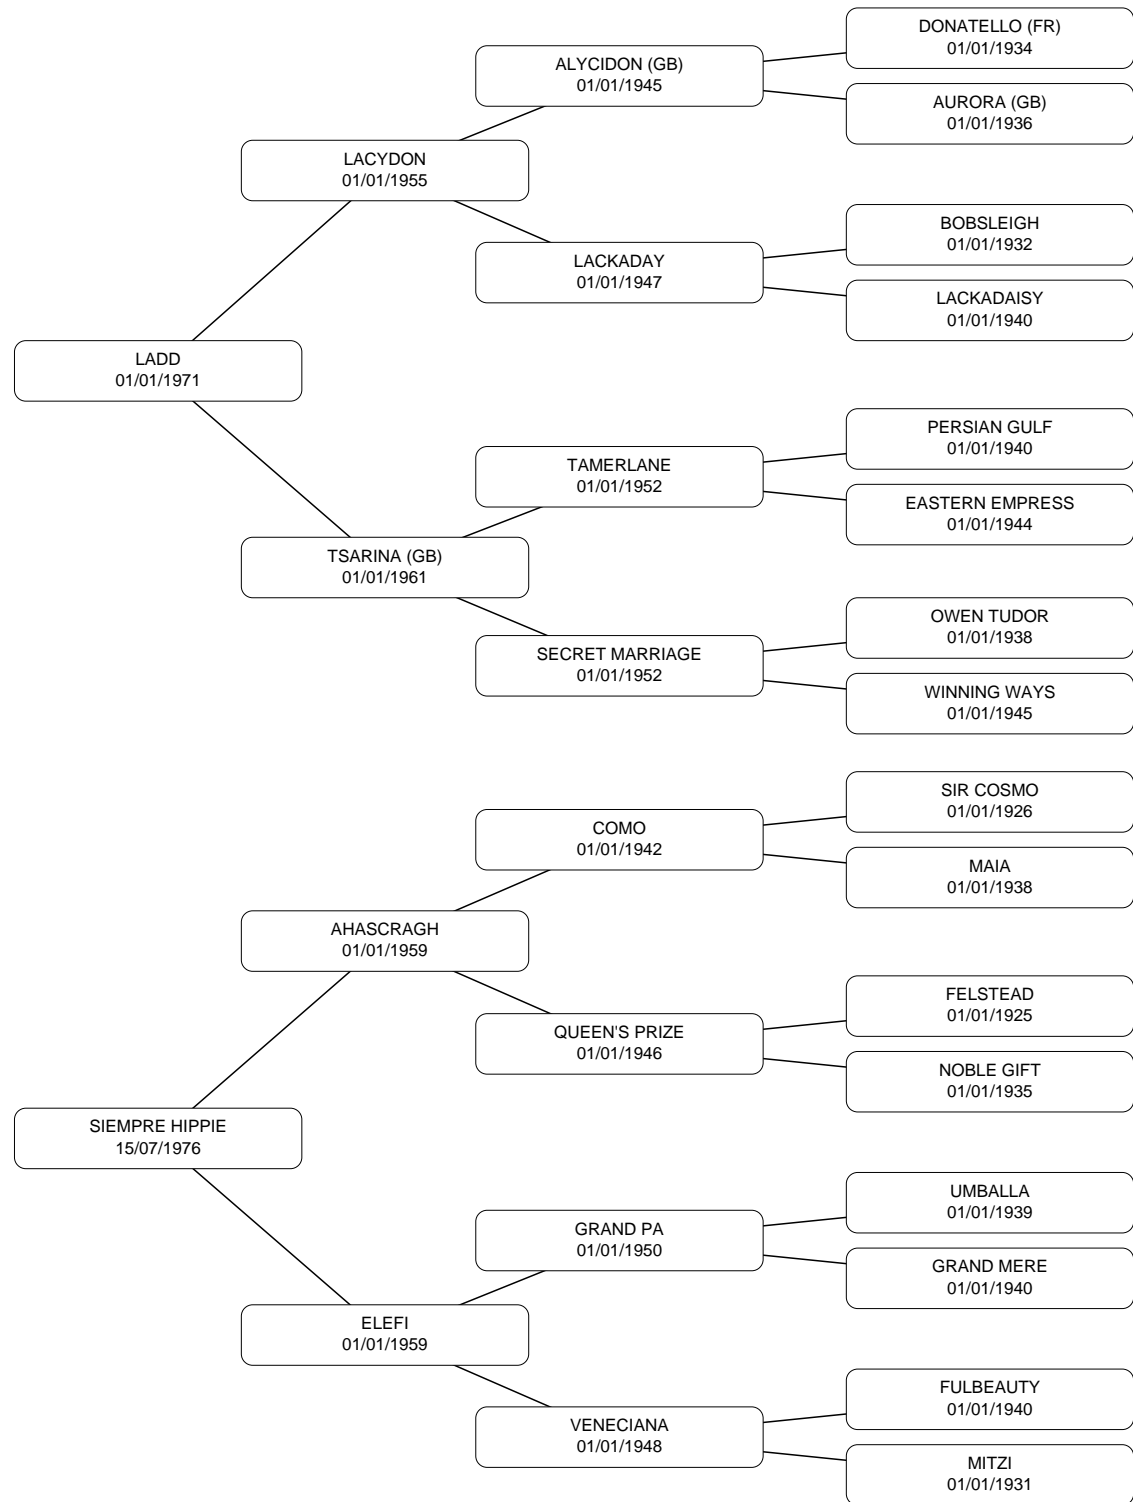 DONATELLO (FR)
01/01/1934
ALYCIDON (GB)
01/01/1945
AURORA (GB)
01/01/1936
LACYDON
01/01/1955
BOBSLEIGH
01/01/1932
LACKADAY
01/01/1947
LACKADAISY
01/01/1940
LADD
01/01/1971
PERSIAN GULF
01/01/1940
TAMERLANE
01/01/1952
EASTERN EMPRESS
01/01/1944
TSARINA (GB)
01/01/1961
OWEN TUDOR
01/01/1938
SECRET MARRIAGE
01/01/1952
WINNING WAYS
01/01/1945
SIR COSMO
01/01/1926
COMO
01/01/1942
MAIA
01/01/1938
AHASCRAGH
01/01/1959
FELSTEAD
01/01/1925
QUEEN'S PRIZE
01/01/1946
NOBLE GIFT
01/01/1935
SIEMPRE HIPPIE
15/07/1976
UMBALLA
01/01/1939
GRAND PA
01/01/1950
GRAND MERE
01/01/1940
ELEFI
01/01/1959
FULBEAUTY
01/01/1940
VENECIANA
01/01/1948
MITZI
01/01/1931